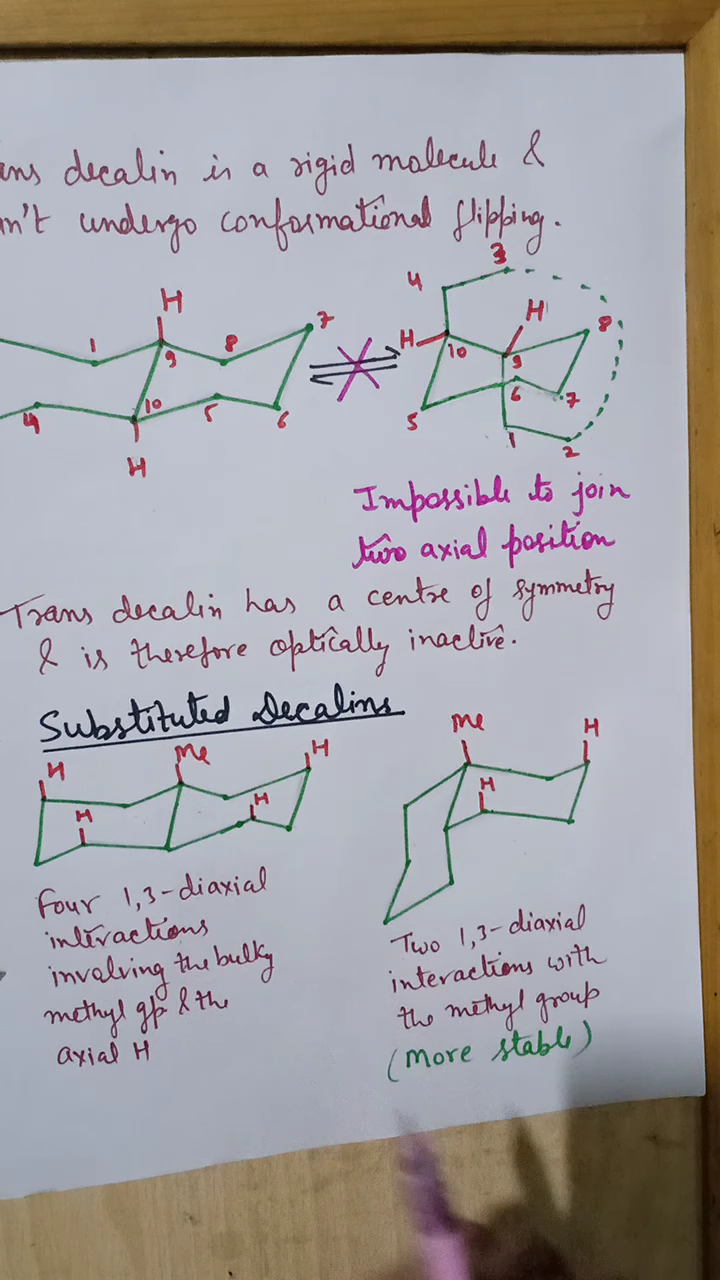 ans decalin is a rigid molecule &
n't undergo conformational flipping.
H
1
9
8
7
10
4
5
6
H
3
4
H
H
8
10
9
6
7
5
1
2
Impossible to join
two axial position
Trans decalin has a centre of symmetry
& is therefore optically inactive.
Substituted Decalins
H
Me
H
H
H
Me
H
H
Four 1,3-diaxial
interactions
involving the bulky
methyl gp & the
axial H
Two 1,3-diaxial
interactions with
the methyl group
(More stable)